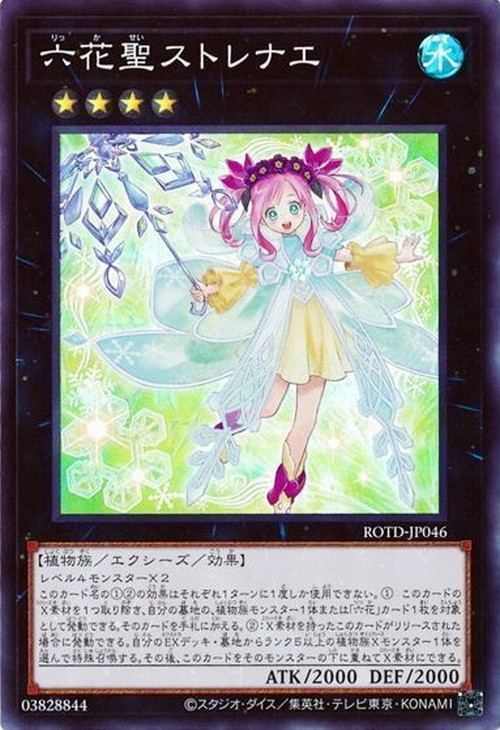 六花聖ストレナエ
水
ROTD-JP046
【植物族／エクシーズ／効果】
レベル４モンスター×２
このカード名の①②の効果はそれぞれ１ターンに１度しか使用できない。①：このカードの
X素材を１つ取り除き、自分の墓地の、植物族モンスター１体または「六花」カード１枚を対象
として発動できる。そのカードを手札に加える。②：X素材を持ったこのカードがリリースされた
場合に発動できる。自分のEXデッキ・墓地からランク５以上の植物族Xモンスター１体を
選んで特殊召喚する。その後、このカードをそのモンスターの下に重ねてX素材にできる。
ATK/2000 DEF/2000
03828844
©スタジオ・ダイス／集英社・テレビ東京・KONAMI